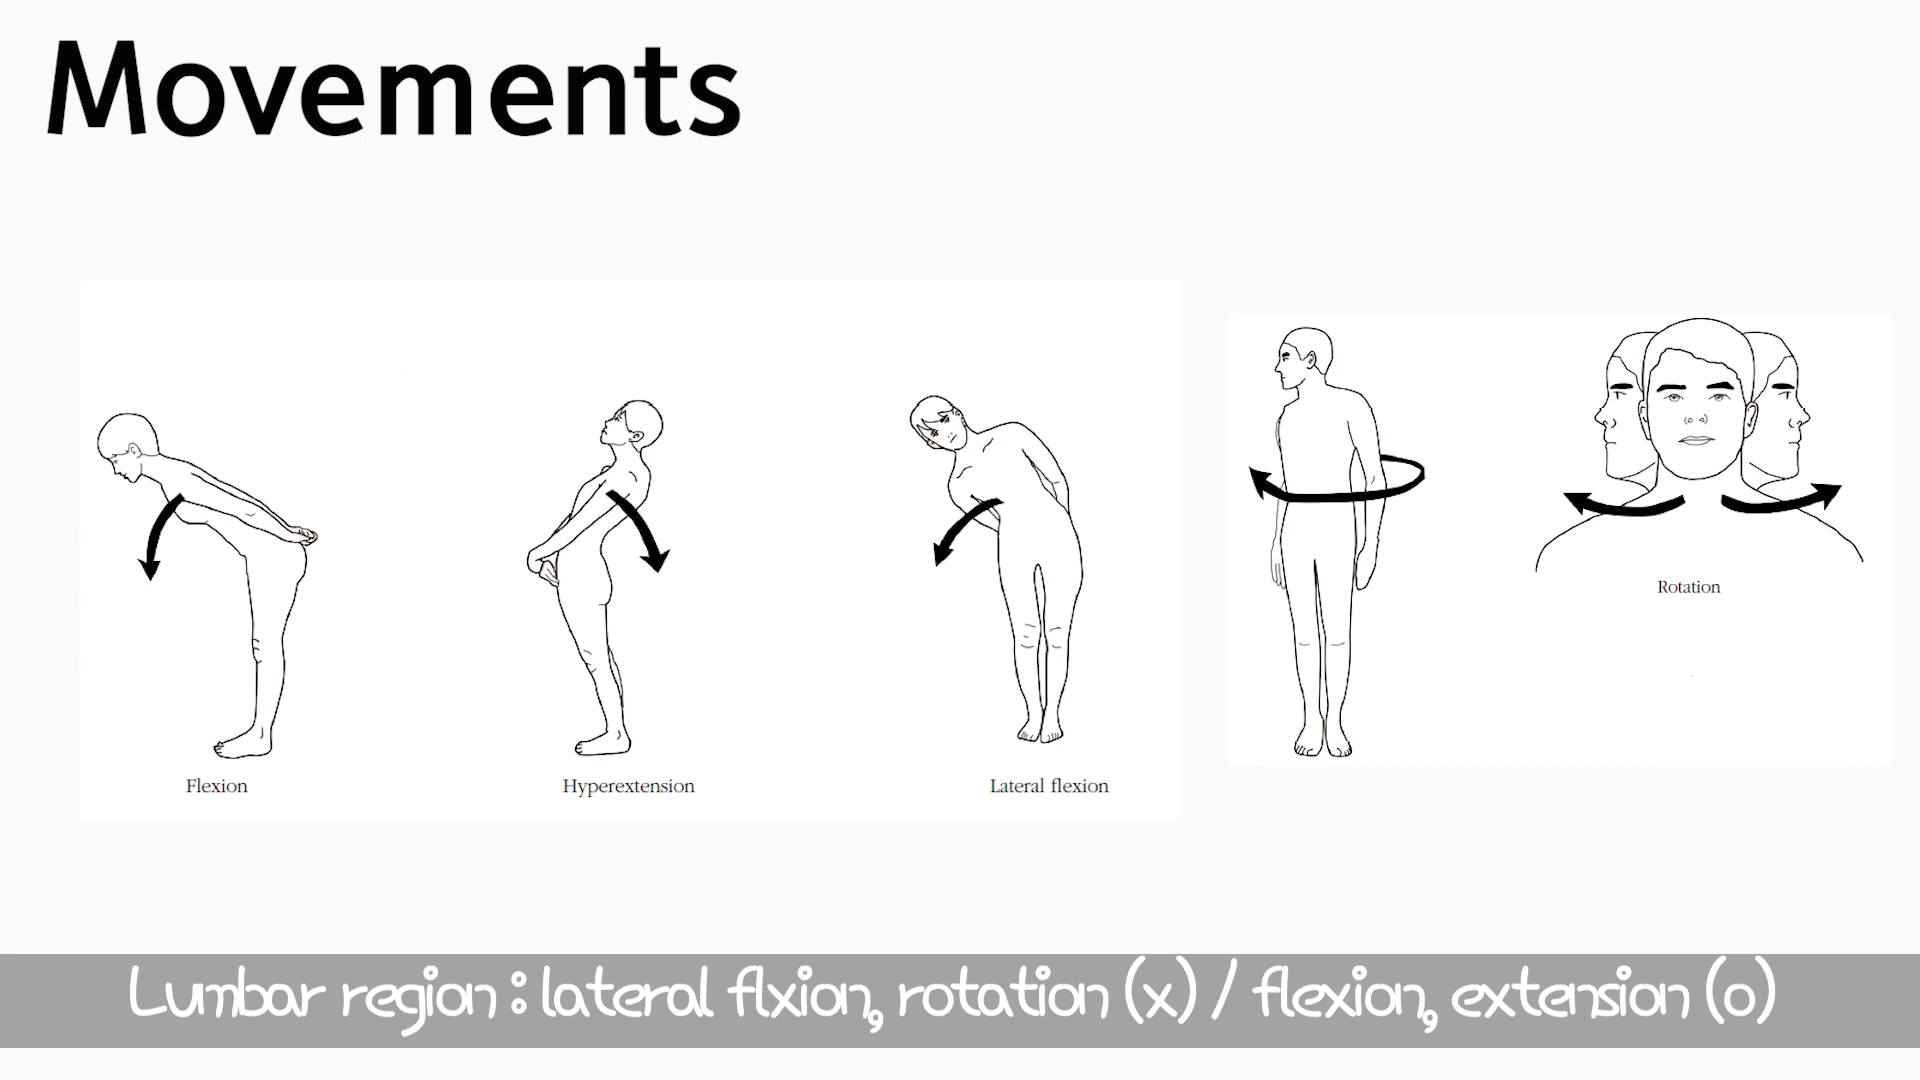 Movements
Flexion
Hyperextension
Lateral flexion
Rotation
Lumbar region : lateral flxion, rotation (x) / flexion, extension (o)